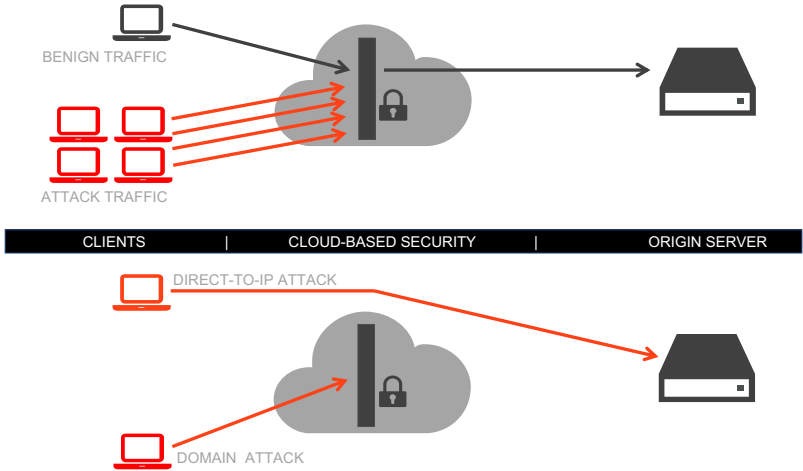 BENIGN TRAFFIC
ATTACK TRAFFIC
CLIENTS | CLOUD-BASED SECURITY | ORIGIN SERVER
DIRECT-TO-IP ATTACK
DOMAIN ATTACK